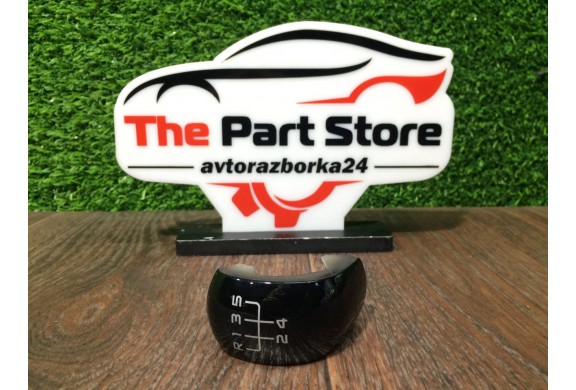 The Part Store
avtorazborka24
R 1 3 5
2 4